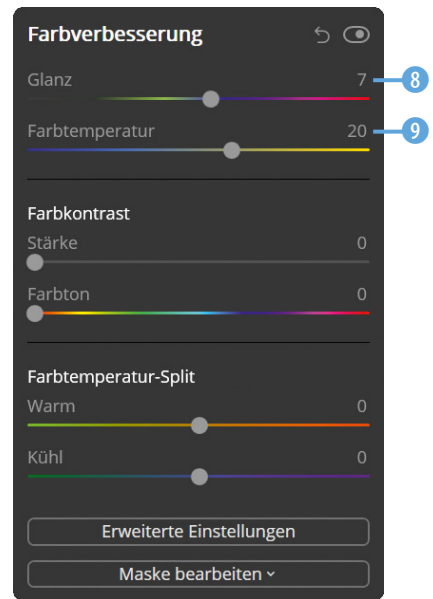 Farbverbesserung
Glanz 7 8
Farbtemperatur 20 9
Farbkontrast
Stärke 0
Farbton 0
Farbtemperatur-Split
Warm 0
Kühl 0
Erweiterte Einstellungen
Maske bearbeiten